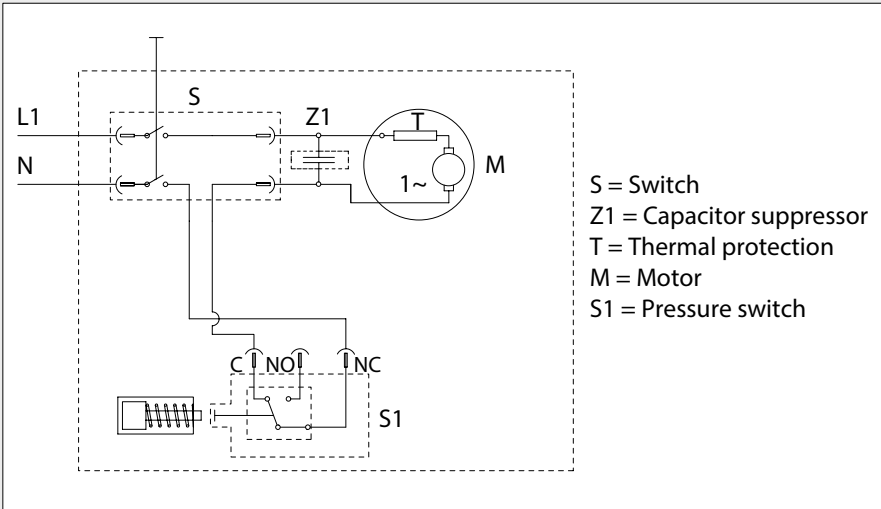 S
L1
Z1
T
N
M
1~
S = Switch
Z1 = Capacitor suppressor
T = Thermal protection
M = Motor
S1 = Pressure switch
C NO NC
S1